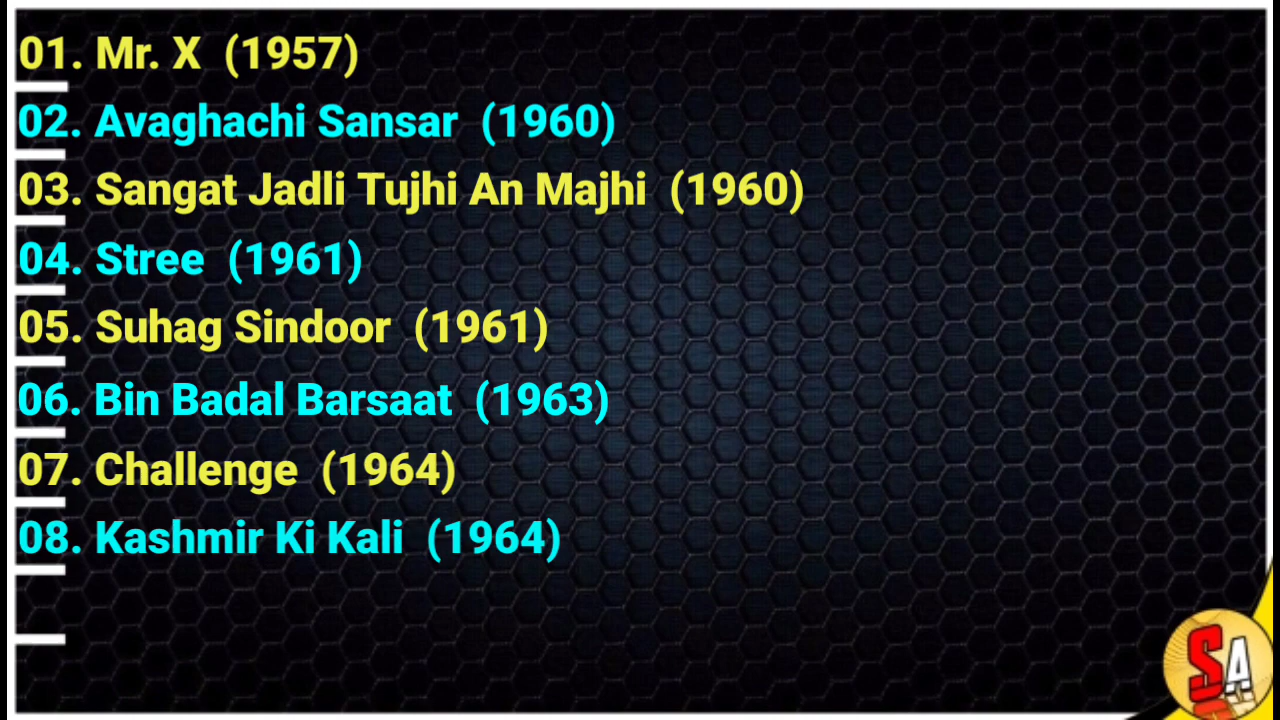 01. Mr. X (1957)
02. Avaghachi Sansar (1960)
03. Sangat Jadli Tujhi An Majhi (1960)
04. Stree (1961)
05. Suhag Sindoor (1961)
06. Bin Badal Barsaat (1963)
07. Challenge (1964)
08. Kashmir Ki Kali (1964)
SA